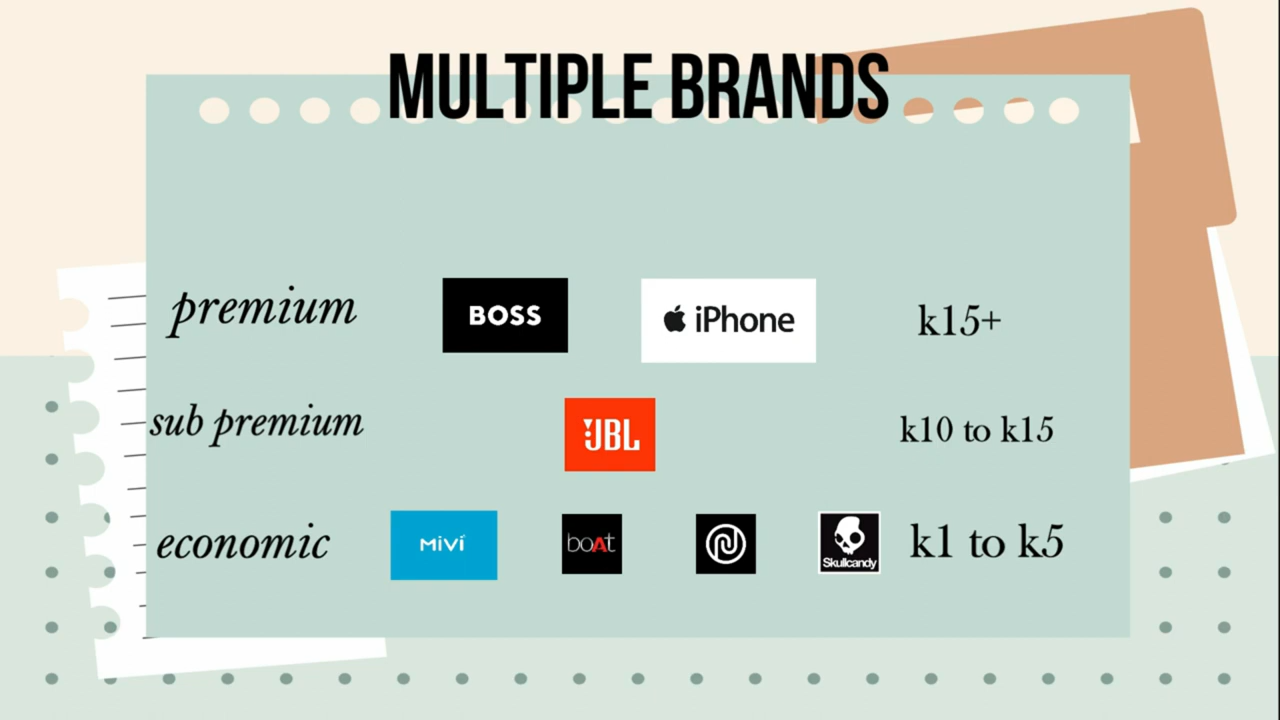 MULTIPLE BRANDS
premium BOSS iPhone k15+
sub premium JBL k10 to k15
economic MiVi boAt Skullcandy k1 to k5